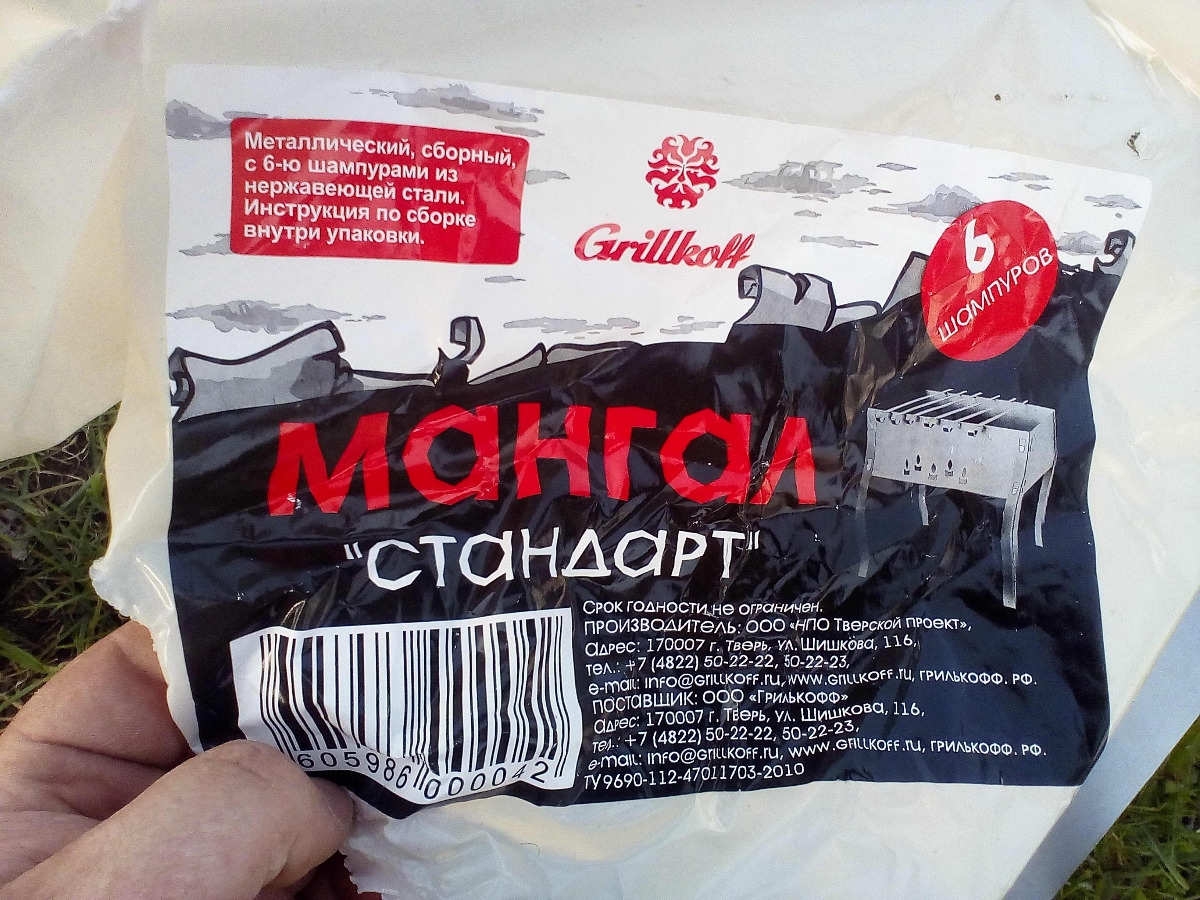 Металлический, сборный,
с 6-ю шампурами из
нержавеющей стали.
Инструкция по сборке
внутри упаковки.
Grillkoff
6
шампуров
мангал
"стандарт"
Срок годности не ограничен.
Производитель: ООО «НПО Тверской проект»,
Адрес: 170007 г. Тверь, ул. Шишкова, 116,
тел.: +7 (4822) 50-22-22, 50-22-23,
e-mail: info@grillkoff.ru, www.grillkoff.ru, грилькофф. рф.
Поставщик: ООО «Грилькофф»
Адрес: 170007 г. Тверь, ул. Шишкова, 116,
тел.: +7 (4822) 50-22-22, 50-22-23,
e-mail: info@grillkoff.ru, www.grillkoff.ru, грилькофф. рф.
ТУ 9690-112-47011703-2010
605986 000042